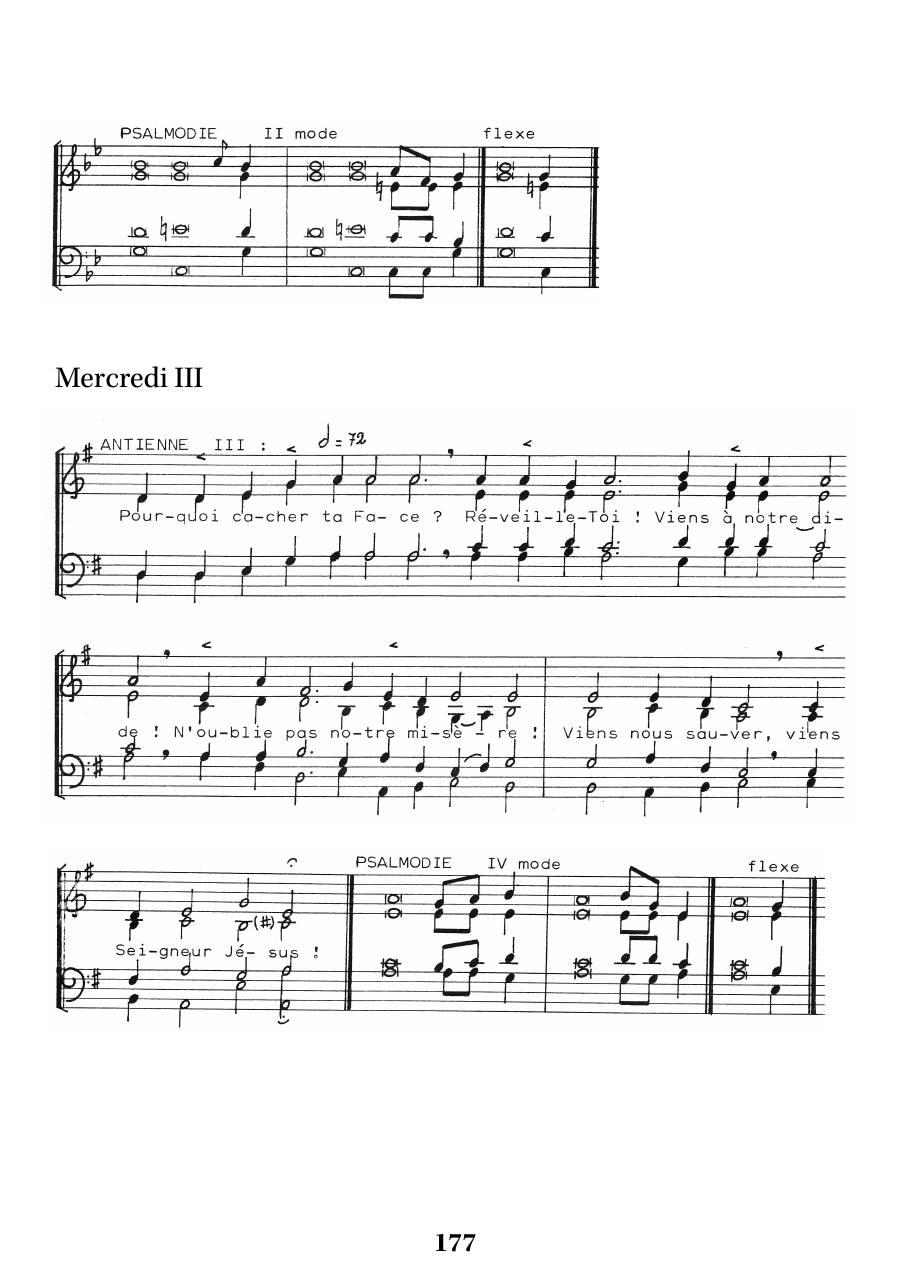 PSALMODIE II mode flexe
Mercredi III
ANTIENNE III : 𝅗𝅥 = 72
Pour-quoi ca-cher ta Fa- ce ? Ré-veil-le-Toi ! Viens à notre di-
de ! N'ou-blie pas no-tre mi-sè - re ! Viens nous sau-ver, viens
PSALMODIE IV mode flexe
Sei-gneur Jé- sus !
177